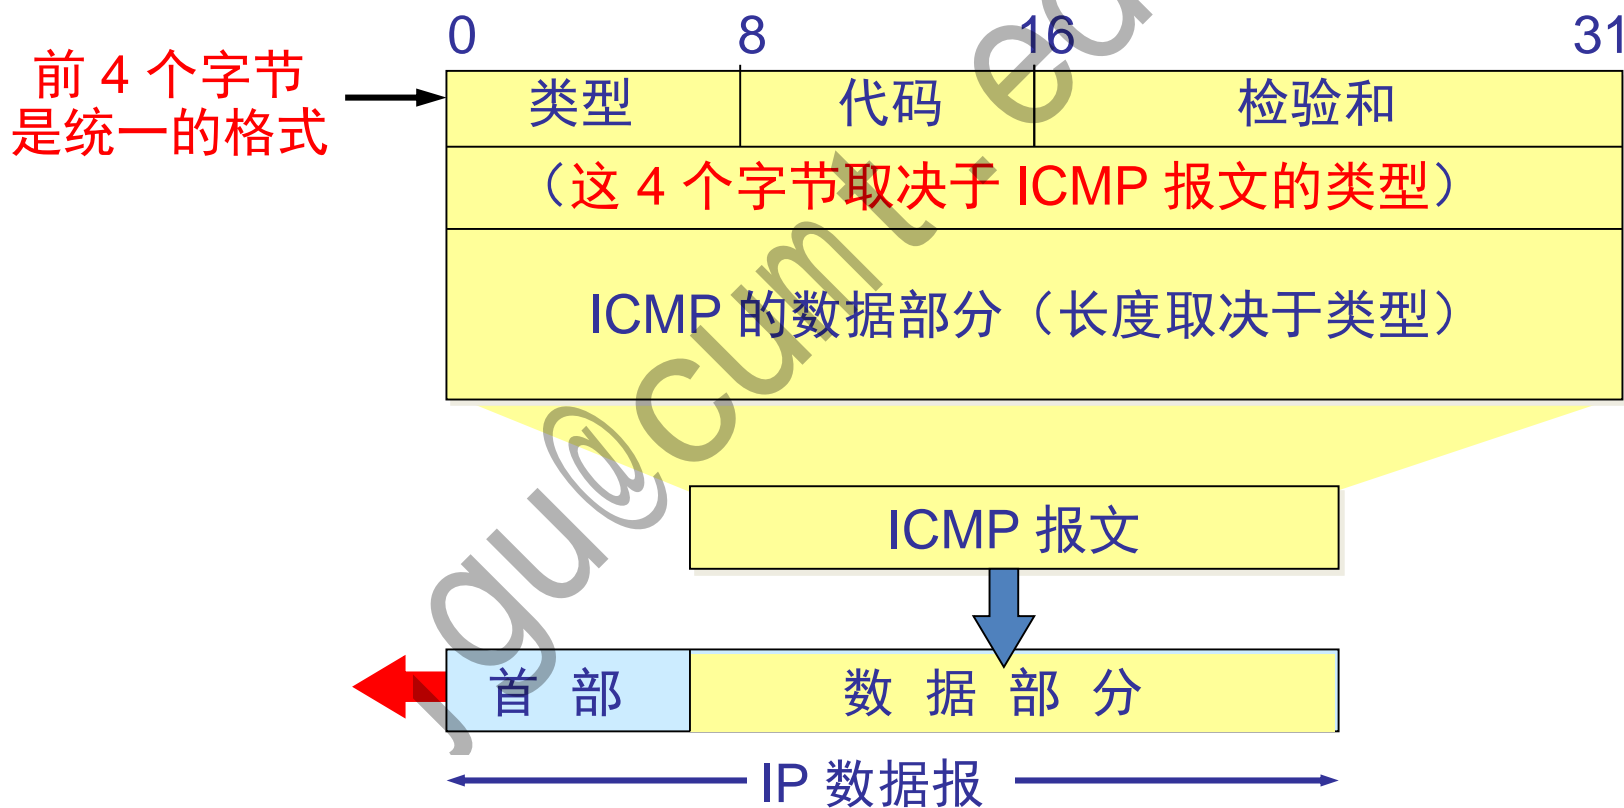 0 8 16 31
前 4 个字节
是统一的格式
类型 代码 检验和
（这 4 个字节取决于 ICMP 报文的类型）
ICMP 的数据部分（长度取决于类型）
ICMP 报文
首 部 数 据 部 分
IP 数据报